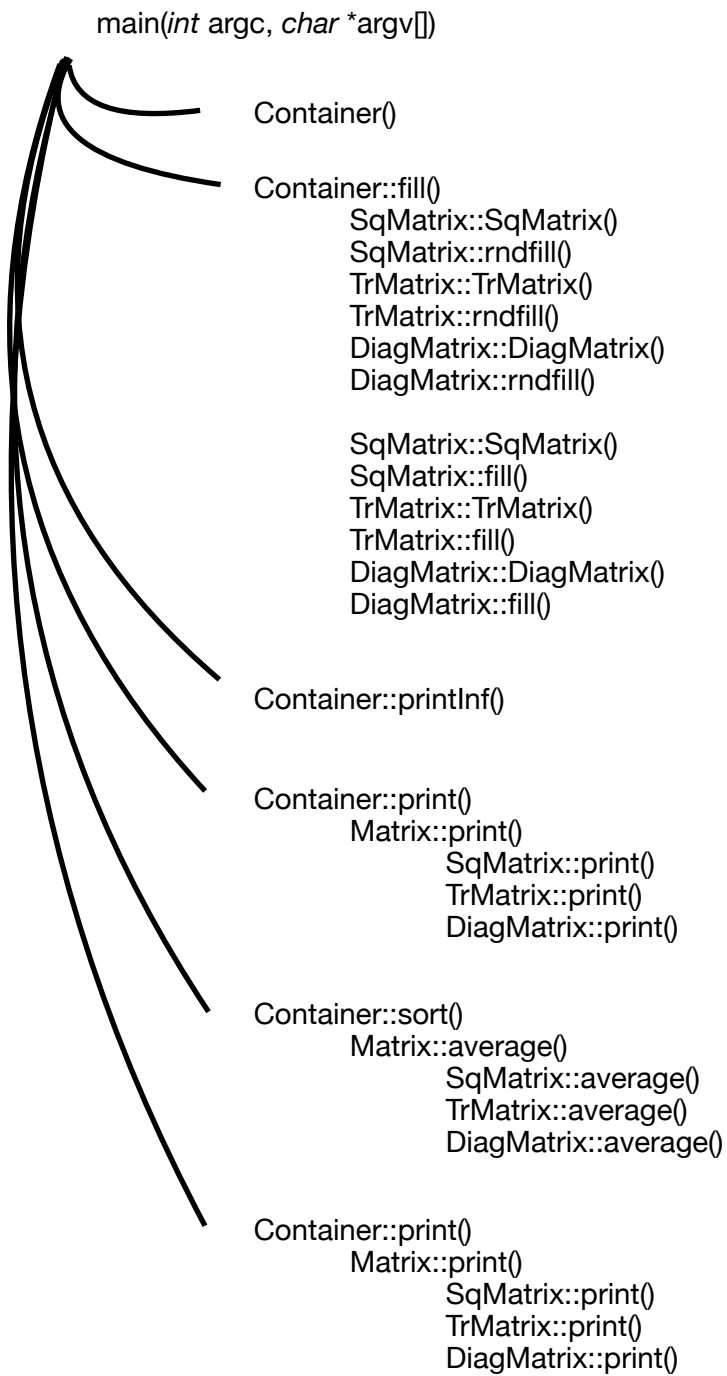 main(int argc, char *argv[])
Container()
Container::fill()
SqMatrix::SqMatrix()
SqMatrix::rndfill()
TrMatrix::TrMatrix()
TrMatrix::rndfill()
DiagMatrix::DiagMatrix()
DiagMatrix::rndfill()
SqMatrix::SqMatrix()
SqMatrix::fill()
TrMatrix::TrMatrix()
TrMatrix::fill()
DiagMatrix::DiagMatrix()
DiagMatrix::fill()
Container::printInf()
Container::print()
Matrix::print()
SqMatrix::print()
TrMatrix::print()
DiagMatrix::print()
Container::sort()
Matrix::average()
SqMatrix::average()
TrMatrix::average()
DiagMatrix::average()
Container::print()
Matrix::print()
SqMatrix::print()
TrMatrix::print()
DiagMatrix::print()